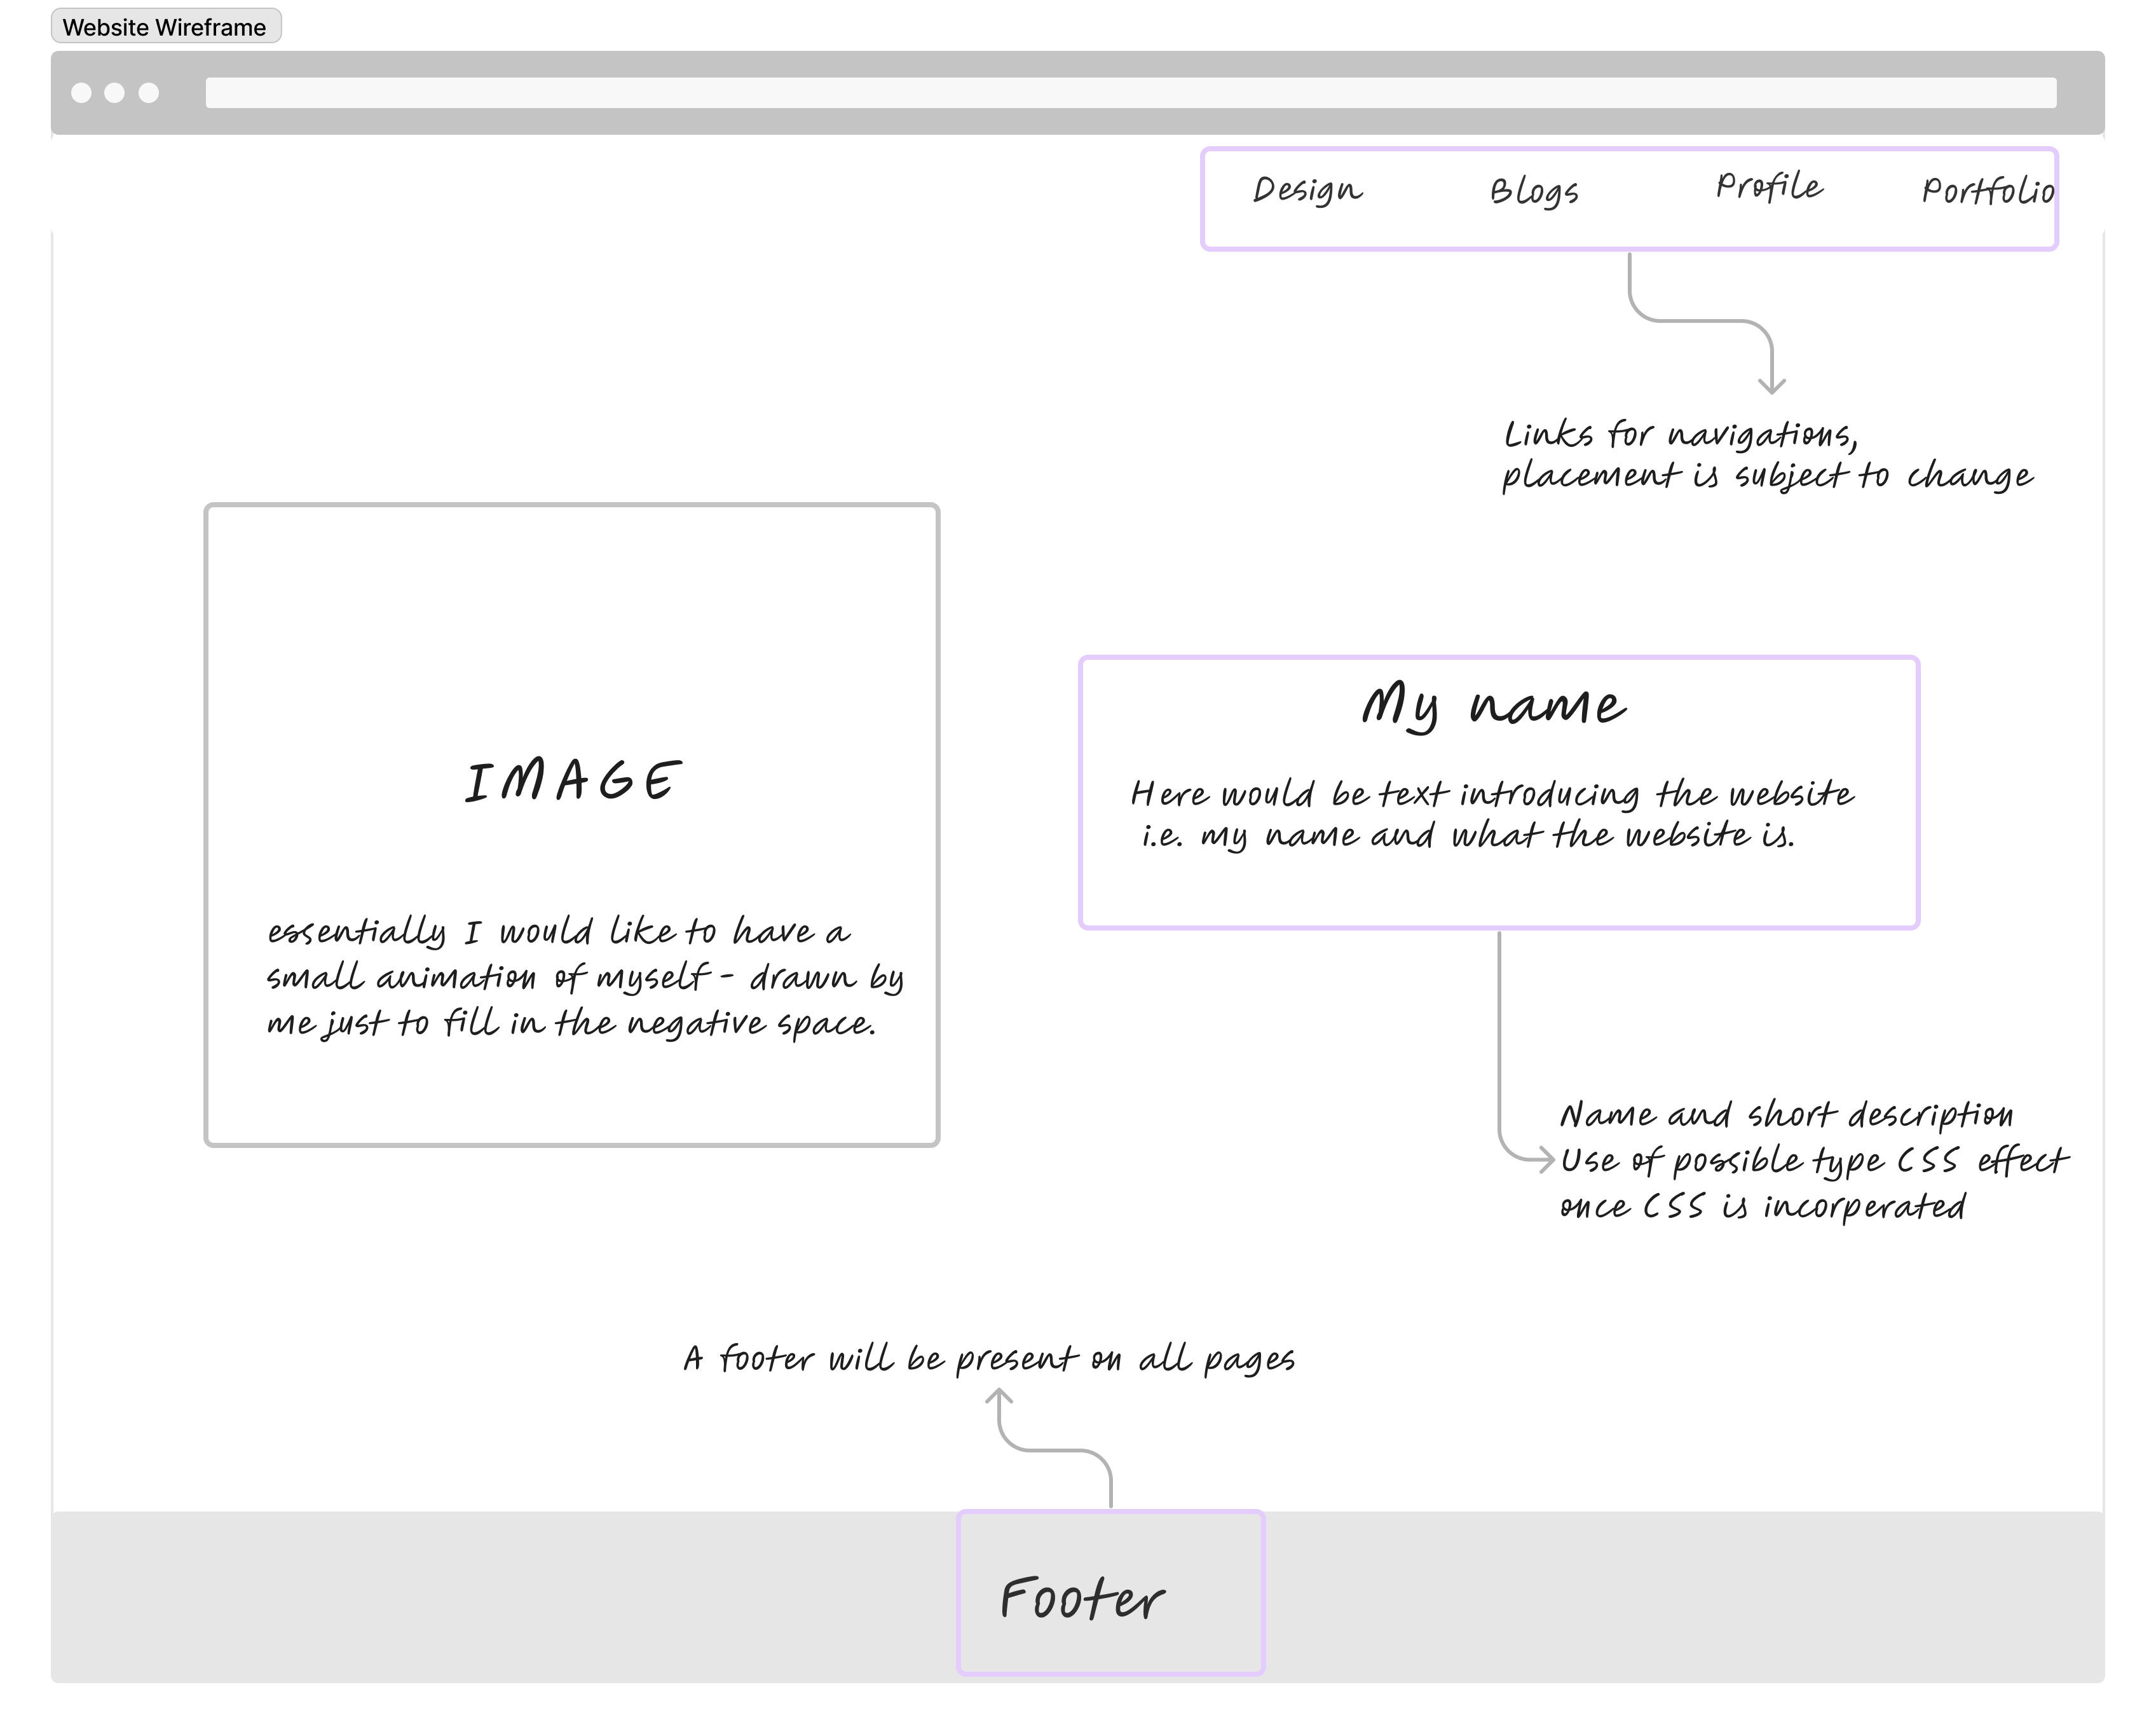 Website Wireframe
Design Blogs Profile Portfolio
Links for navigations,
placement is subject to change
IMAGE
essentially I would like to have a
small animation of myself - drawn by
me just to fill in the negative space.
My name
Here would be text introducing the website
i.e. my name and what the website is.
Name and short description
Use of possible type CSS effect
once CSS is incorperated
A footer will be present on all pages
Footer